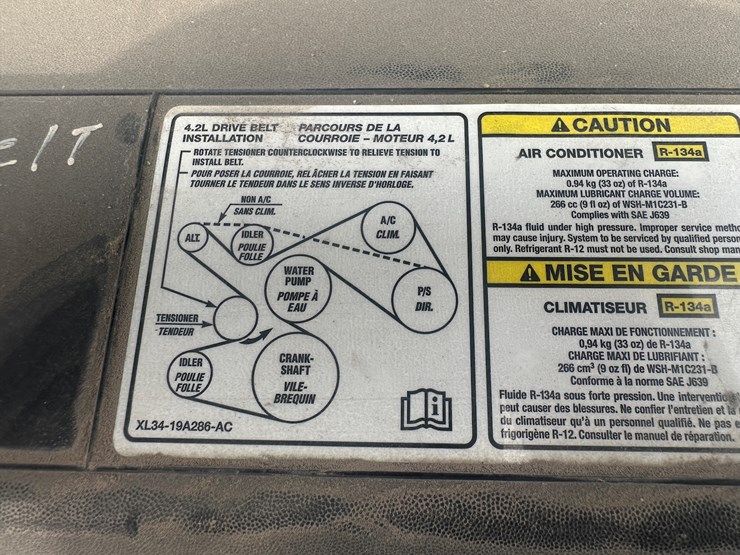 E/T
4.2L DRIVE BELT
INSTALLATION
PARCOURS DE LA
COURROIE – MOTEUR 4,2 L
ROTATE TENSIONER COUNTERCLOCKWISE TO RELIEVE TENSION TO
INSTALL BELT.
POUR POSER LA COURROIE, RELÂCHER LA TENSION EN FAISANT
TOURNER LE TENDEUR DANS LE SENS INVERSE D'HORLOGE.
NON A/C
SANS CLIM.
ALT.
IDLER
POULIE
FOLLE
A/C
CLIM.
WATER
PUMP
POMPE À
EAU
P/S
DIR.
TENSIONER
TENDEUR
IDLER
POULIE
FOLLE
CRANK-
SHAFT
VILE-
BREQUIN
i
XL34-19A286-AC
CAUTION
AIR CONDITIONER R-134a
MAXIMUM OPERATING CHARGE:
0.94 kg (33 oz) of R-134a
MAXIMUM LUBRICANT CHARGE VOLUME:
266 cc (9 fl oz) of WSH-M1C231-B
Complies with SAE J639
R-134a fluid under high pressure. Improper service
may cause injury. System to be serviced by qualified
only. Refrigerant R-12 must not be used. Consult shop
MISE EN GARDE
CLIMATISEUR R-134a
CHARGE MAXI DE FONCTIONNEMENT :
0,94 kg (33 oz) de R-134a
CHARGE MAXI DE LUBRIFIANT :
266 cm³ (9 oz fl) de WSH-M1C231-B
Conforme à la norme SAE J639
Fluide R-134a sous forte pression. Une
peut causer des blessures. Ne confier l'entretien et
du climatiseur qu'à un personnel qualifié. Ne pas
frigorigène R-12. Consulter le manuel de réparation.